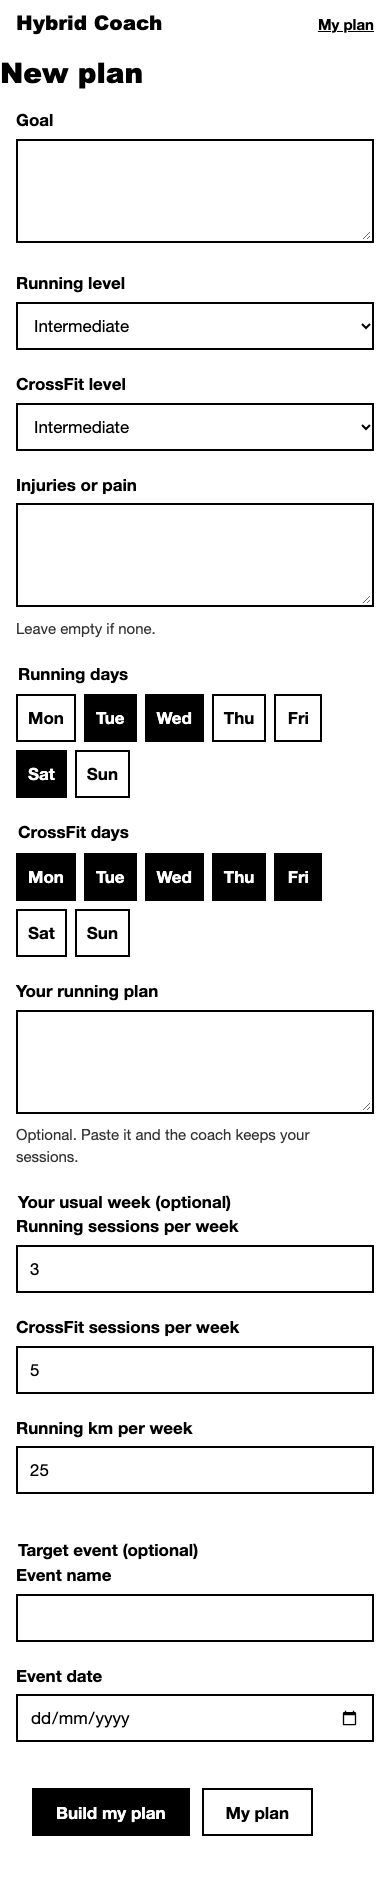 Hybrid Coach
My plan
New plan
Goal
Running level
Intermediate
CrossFit level
Intermediate
Injuries or pain
Leave empty if none.
Running days
Mon Tue Wed Thu Fri
Sat Sun
CrossFit days
Mon Tue Wed Thu Fri
Sat Sun
Your running plan
Optional. Paste it and the coach keeps your
sessions.
Your usual week (optional)
Running sessions per week
3
CrossFit sessions per week
5
Running km per week
25
Target event (optional)
Event name
Event date
dd/mm/yyyy
Build my plan
My plan